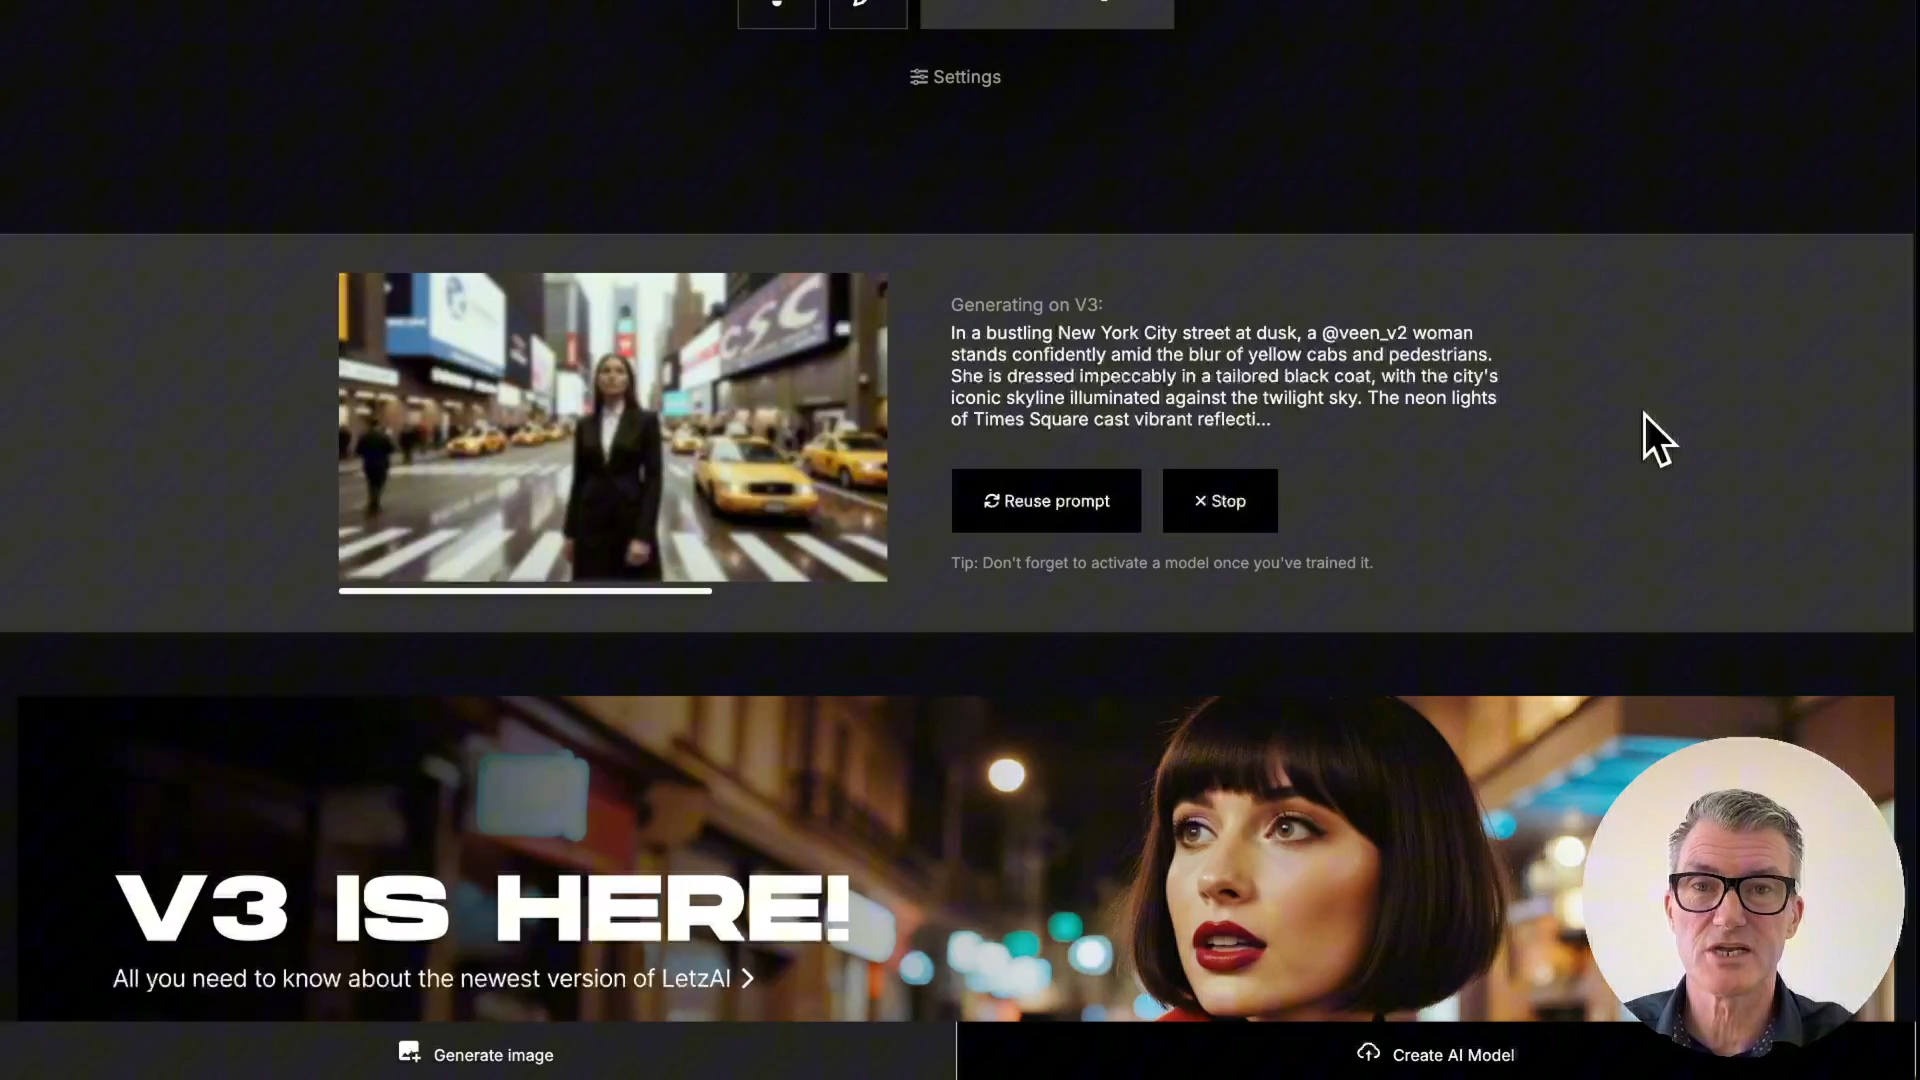 Settings
CSC
Generating on V3:
In a bustling New York City street at dusk, a @veen_v2 woman
stands confidently amid the blur of yellow cabs and pedestrians.
She is dressed impeccably in a tailored black coat, with the city's
iconic skyline illuminated against the twilight sky. The neon lights
of Times Square cast vibrant reflecti...
Reuse prompt
Stop
Tip: Don't forget to activate a model once you've trained it.
V3 IS HERE!
All you need to know about the newest version of LetzAI
Generate image
Create AI Model